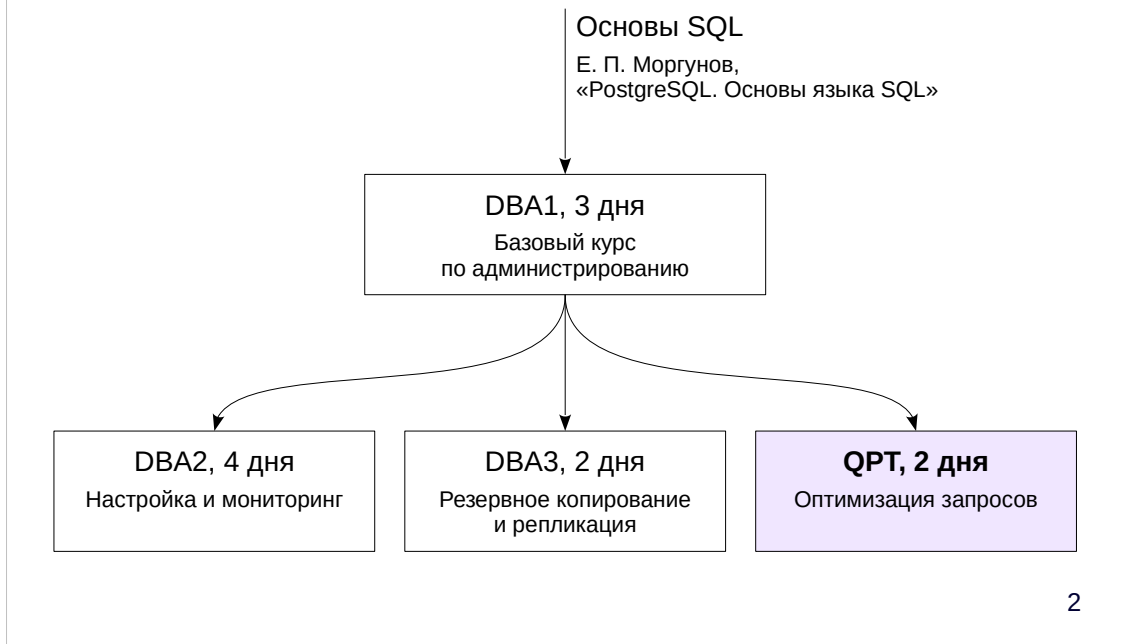 Основы SQL
Е. П. Моргунов,
«PostgreSQL. Основы языка SQL»
DBA1, 3 дня
Базовый курс
по администрированию
DBA2, 4 дня
Настройка и мониторинг
DBA3, 2 дня
Резервное копирование
и репликация
QPT, 2 дня
Оптимизация запросов
2